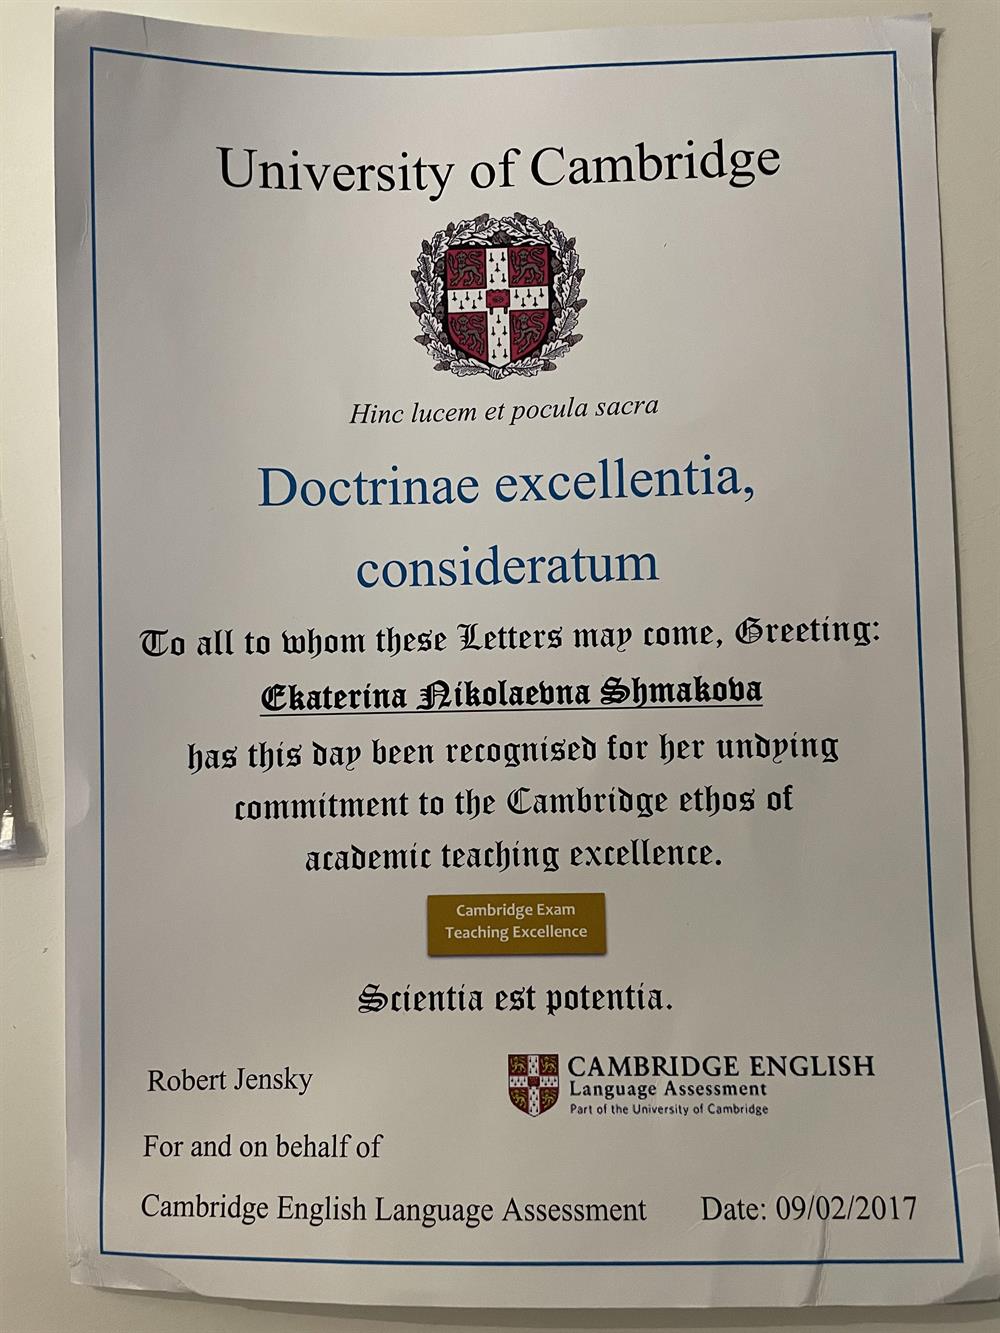 University of Cambridge
Hinc lucem et pocula sacra
Doctrinae excellentia,
consideratum
To all to whom these Letters may come, Greeting:
Ekaterina Nikolaevna Shmakova
has this day been recognised for her undying
commitment to the Cambridge ethos of
academic teaching excellence.
Cambridge Exam
Teaching Excellence
Scientia est potentia.
Robert Jensky
CAMBRIDGE ENGLISH
Language Assessment
Part of the University of Cambridge
For and on behalf of
Cambridge English Language Assessment Date: 09/02/2017